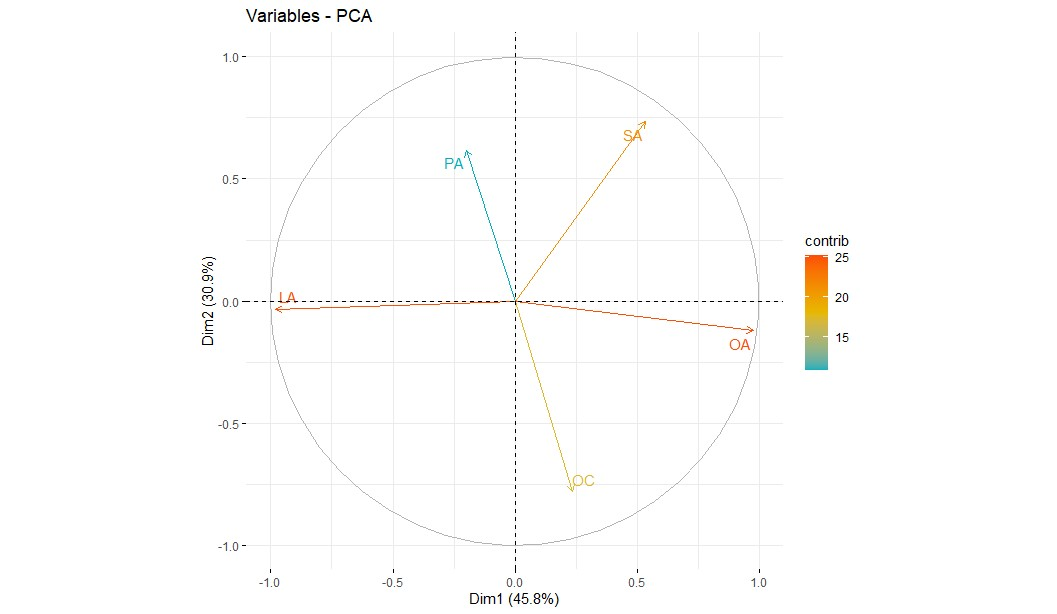 Variables - PCA
1.0
SA
PA
0.5
contrib
25
LA
0.0
20
OA
15
Dim2 (30.9%)
-0.5
OC
-1.0
-1.0 -0.5 0.0 0.5 1.0
Dim1 (45.8%)